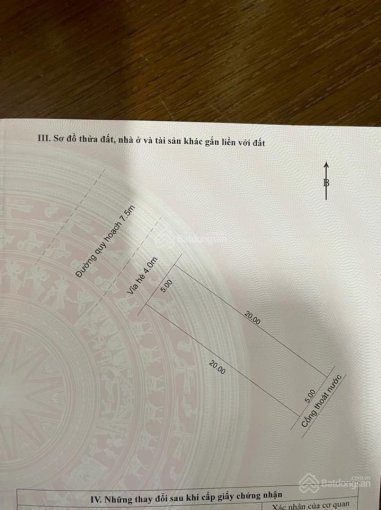 III. Sơ đồ thửa đất, nhà ở và tài sản khác gắn liền với đất
B
Đường quy hoạch 7.5m
Vỉa hè 4.0m
5.00
20.00
20.00
5.00
Cống thoát nước
Batdongsan
IV. Những thay đổi sau khi cấp giấy chứng nhận
Xác nhận của cơ quan
Batdongsan